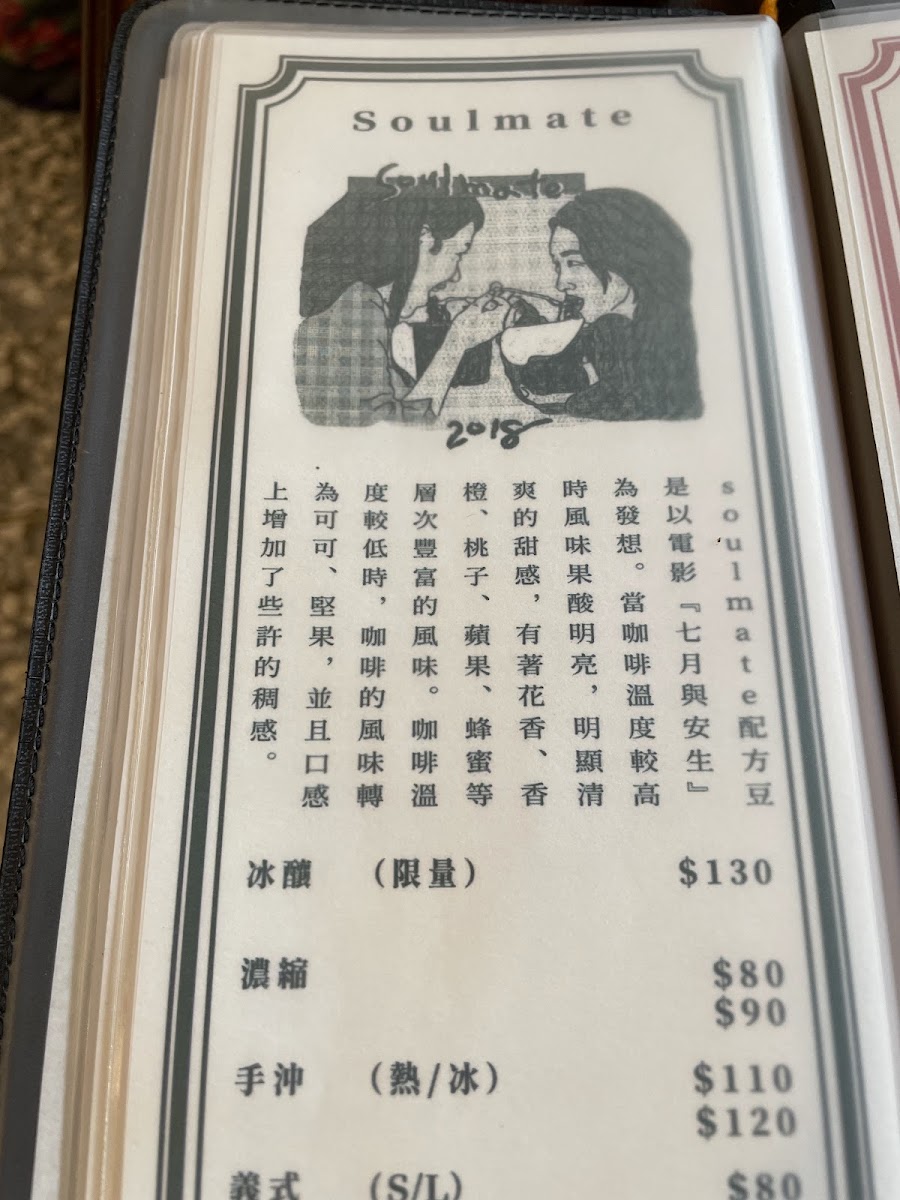 Soulmate
Soulmate
2018
soulmate配方豆
是以電影『七月與安生』
為發想。當咖啡溫度較高
時風味果酸明亮，明顯清
爽的甜感，有著花香、香
橙、桃子、蘋果、蜂蜜等
層次豐富的風味。咖啡溫
度較低時，咖啡的風味轉
為可可、堅果，並且口感
上增加了些許的稠感。
冰釀 (限量) $130
濃縮 $80
$90
手沖 (熱/冰) $110
$120
義式 (S/L) $80